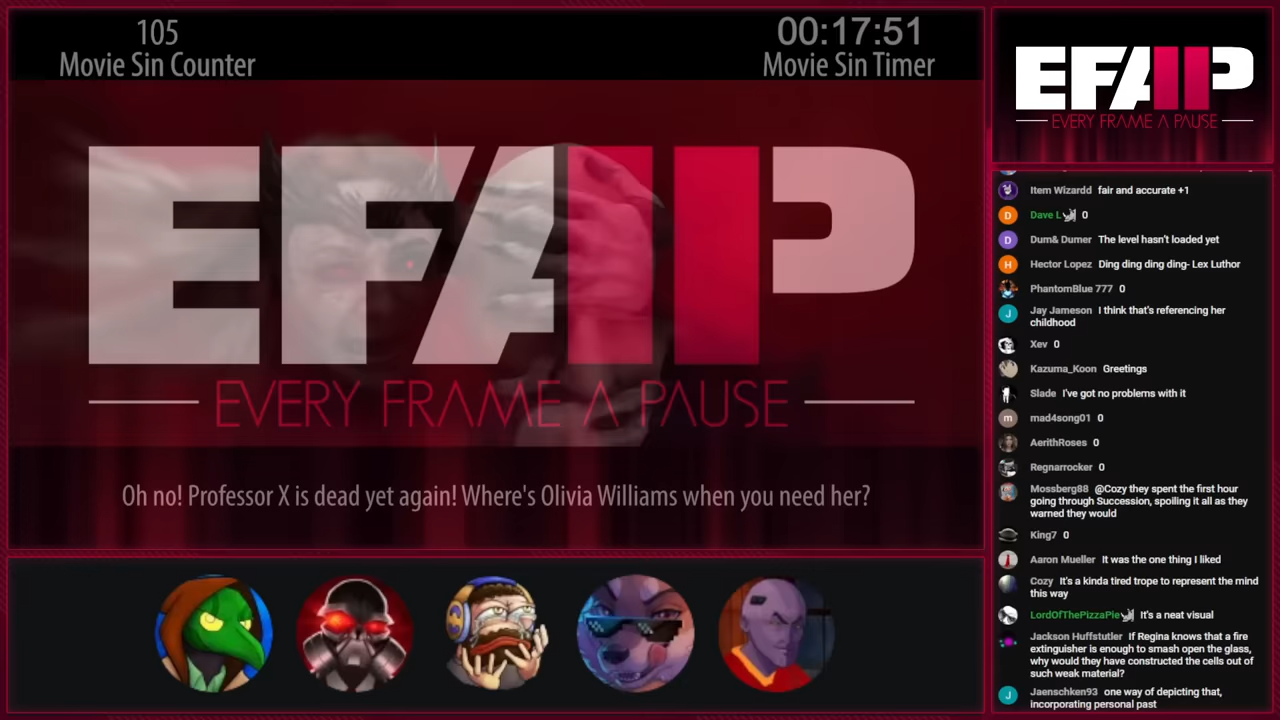 105
Movie Sin Counter
00:17:51
Movie Sin Timer
EFAP
EVERY FRAME A PAUSE
Oh no! Professor X is dead yet again! Where's Olivia Williams when you need her?
EFAP
EVERY FRAME A PAUSE
Item Wizardd fair and accurate +1
D
Dave L 0
D
Dum& Dumer The level hasn't loaded yet
H
Hector Lopez Ding ding ding ding- Lex Luthor
PhantomBlue 777 0
J
Jay Jameson I think that's referencing her
childhood
Xev 0
Kazuma_Koon Greetings
Slade I've got no problems with it
m
mad4song01 0
AerithRoses 0
Regnarrocker 0
Mossberg88 @Cozy they spent the first hour
going through Succession, spoiling it all as they
warned they would
King7 0
Aaron Mueller It was the one thing I liked
Cozy It's a kinda tired trope to represent the mind
this way
LordOfThePizzaPie It's a neat visual
Jackson Huffstutler If Regina knows that a fire
extinguisher is enough to smash open the glass,
why would they have constructed the cells out of
such weak material?
J
Jaenschken93 one way of depicting that,
incorporating personal past